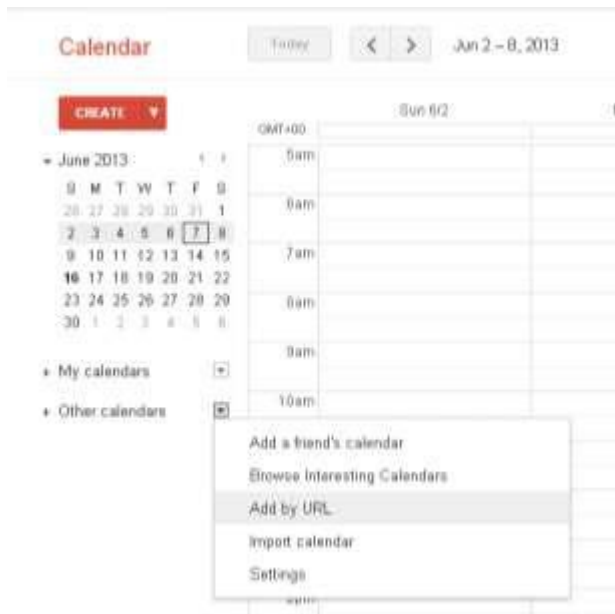 Calendar
Today
Jun 2 – 8, 2013
CREATE
Sun 6/2
GMT+00
June 2013
S M T W T F S
26 27 28 29 30 31 1
2 3 4 5 6 7 8
9 10 11 12 13 14 15
16 17 18 19 20 21 22
23 24 25 26 27 28 29
30 1 2 3 4 5 6
5am
6am
7am
8am
9am
10am
My calendars
Other calendars
Add a friend's calendar
Browse Interesting Calendars
Add by URL
Import calendar
Settings